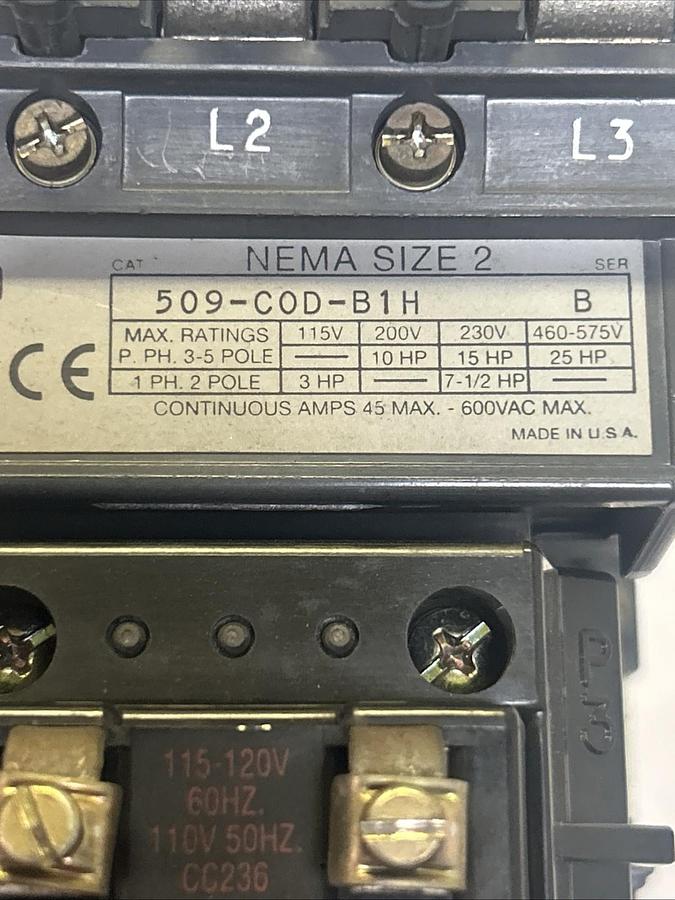 L2 L3
CAT NEMA SIZE 2 SER
509-COD-B1H B
MAX. RATINGS 115V 200V 230V 460-575V
P. PH. 3-5 POLE —— 10 HP 15 HP 25 HP
1 PH. 2 POLE 3 HP —— 7-1/2 HP ——
CE
CONTINUOUS AMPS 45 MAX. - 600VAC MAX.
MADE IN U.S.A.
115-120V
60HZ.
110V 50HZ.
CC236